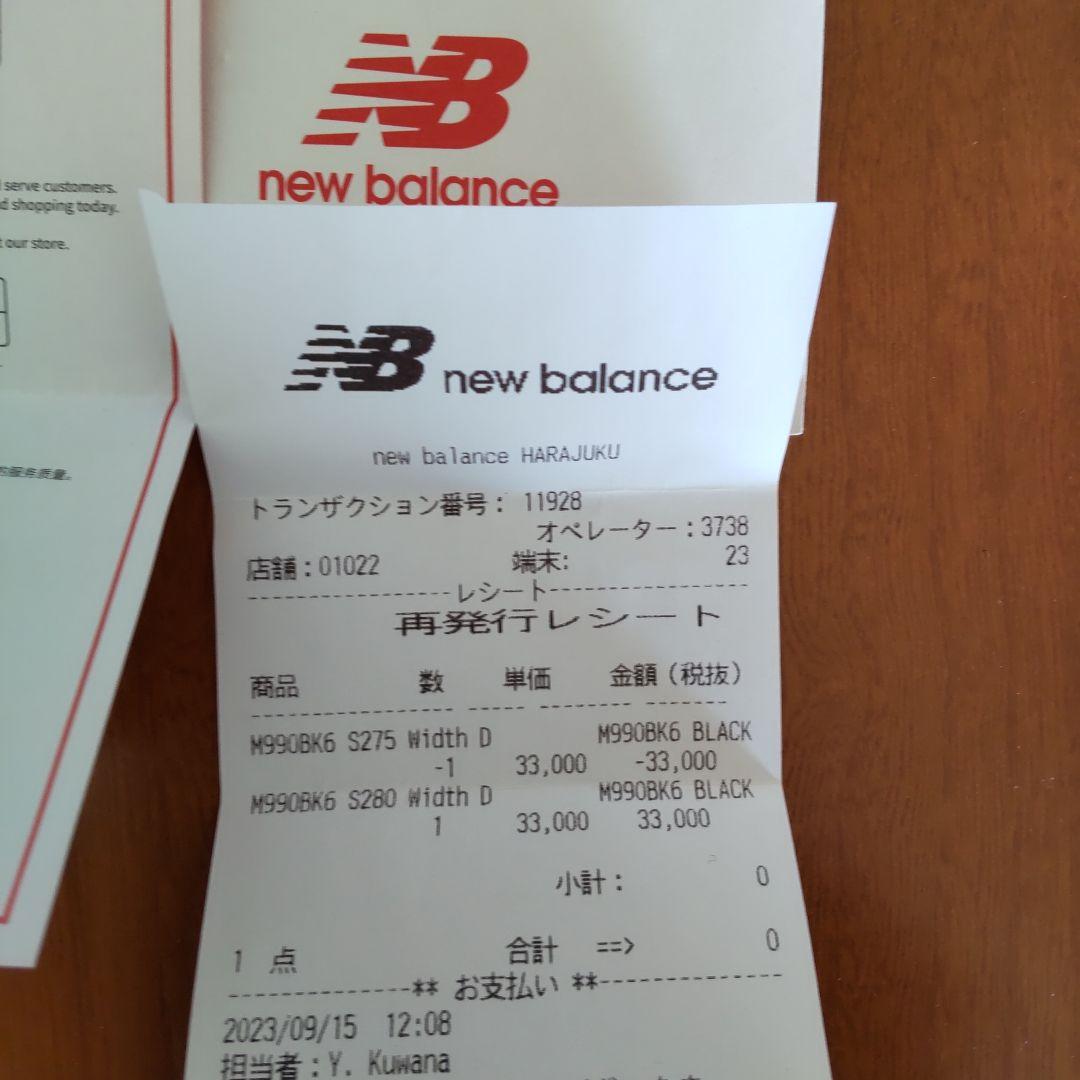 serve customers.
d shopping today.
our store.
NB
new balance
NB new balance
new balance HARAJUKU
トランザクション番号: 11928
オペレーター:3738
店舗:01022 端末: 23
-----------------レシート------------------
再発行レシート
商品 数 単価 金額(税抜)
M990BK6 S275 Width D M990BK6 BLACK
-1 33,000 -33,000
M990BK6 S280 Width D M990BK6 BLACK
1 33,000 33,000
小計: 0
1 点 合計 ==> 0
---------------** お支払い **---------------
2023/09/15 12:08
担当者:Y. Kuwana